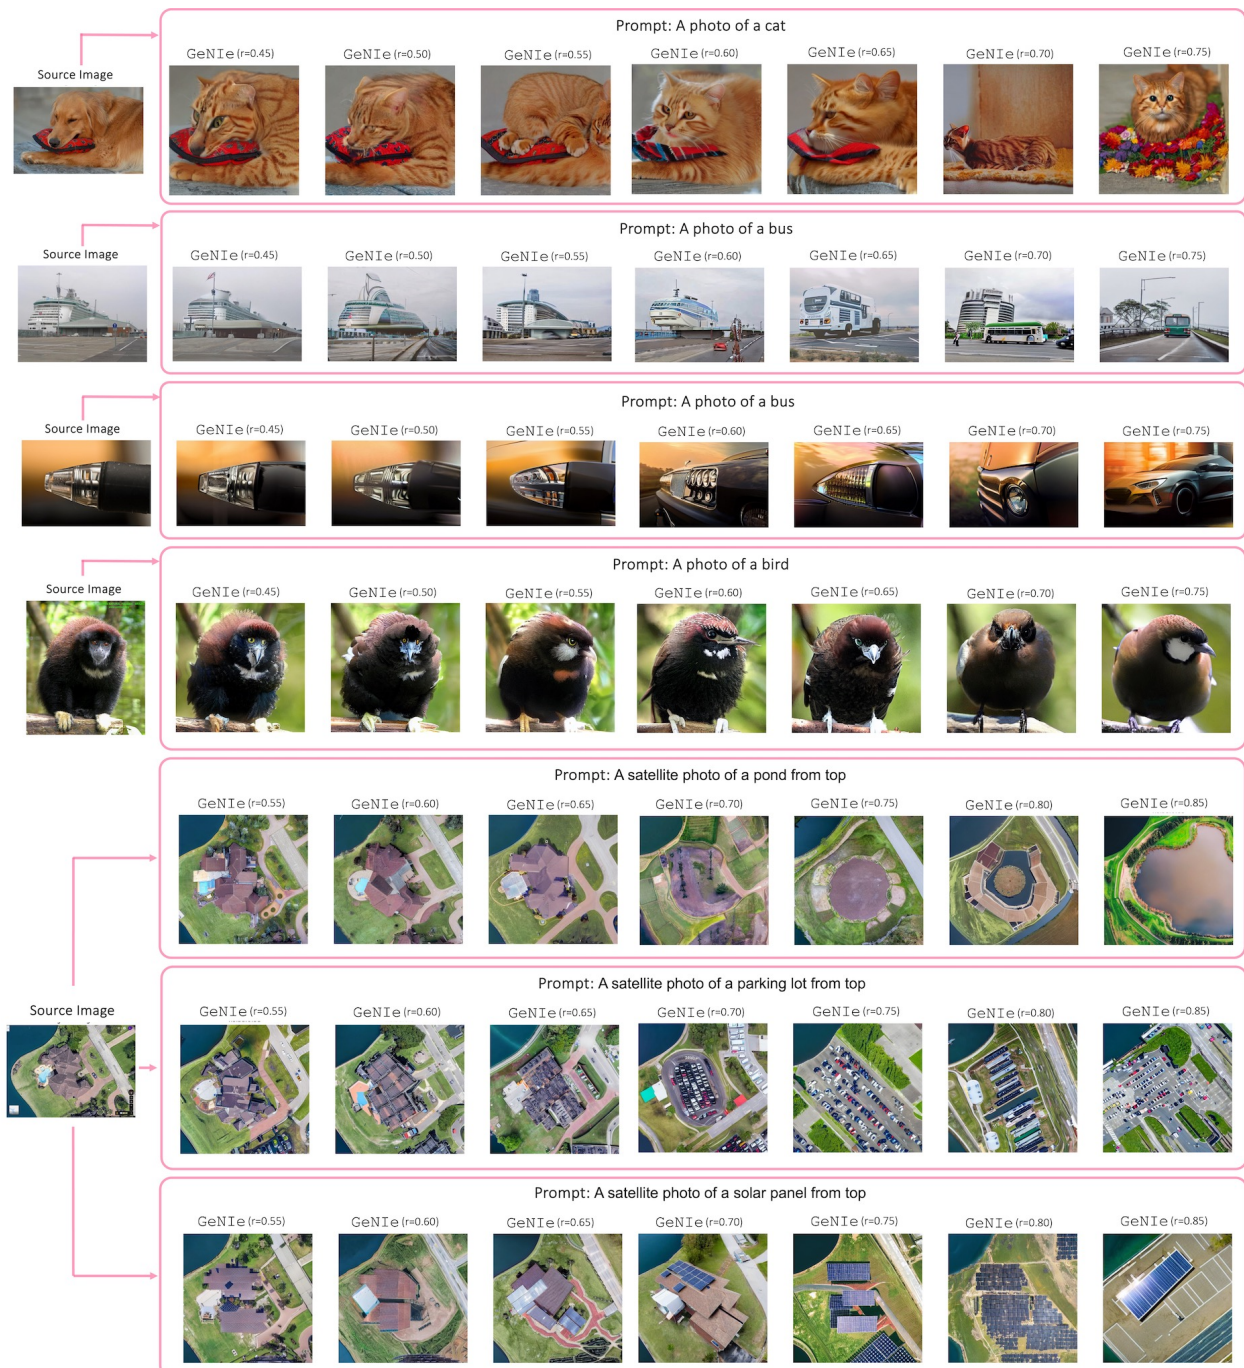 Prompt: A photo of a cat
GeNIe (r=0.45) GeNIe (r=0.50) GeNIe (r=0.55) GeNIe (r=0.60) GeNIe (r=0.65) GeNIe (r=0.70) GeNIe (r=0.75)
Source Image
Prompt: A photo of a bus
Source Image
GeNIe (r=0.45) GeNIe (r=0.50) GeNIe (r=0.55) GeNIe (r=0.60) GeNIe (r=0.65) GeNIe (r=0.70) GeNIe (r=0.75)
Prompt: A photo of a bus
Source Image
GeNIe (r=0.45) GeNIe (r=0.50) GeNIe (r=0.55) GeNIe (r=0.60) GeNIe (r=0.65) GeNIe (r=0.70) GeNIe (r=0.75)
Prompt: A photo of a bird
Source Image
GeNIe (r=0.45) GeNIe (r=0.50) GeNIe (r=0.55) GeNIe (r=0.60) GeNIe (r=0.65) GeNIe (r=0.70) GeNIe (r=0.75)
Prompt: A satellite photo of a pond from top
GeNIe (r=0.55) GeNIe (r=0.60) GeNIe (r=0.65) GeNIe (r=0.70) GeNIe (r=0.75) GeNIe (r=0.80) GeNIe (r=0.85)
Prompt: A satellite photo of a parking lot from top
Source Image
GeNIe (r=0.55) GeNIe (r=0.60) GeNIe (r=0.65) GeNIe (r=0.70) GeNIe (r=0.75) GeNIe (r=0.80) GeNIe (r=0.85)
Prompt: A satellite photo of a solar panel from top
GeNIe (r=0.55) GeNIe (r=0.60) GeNIe (r=0.65) GeNIe (r=0.70) GeNIe (r=0.75) GeNIe (r=0.80) GeNIe (r=0.85)